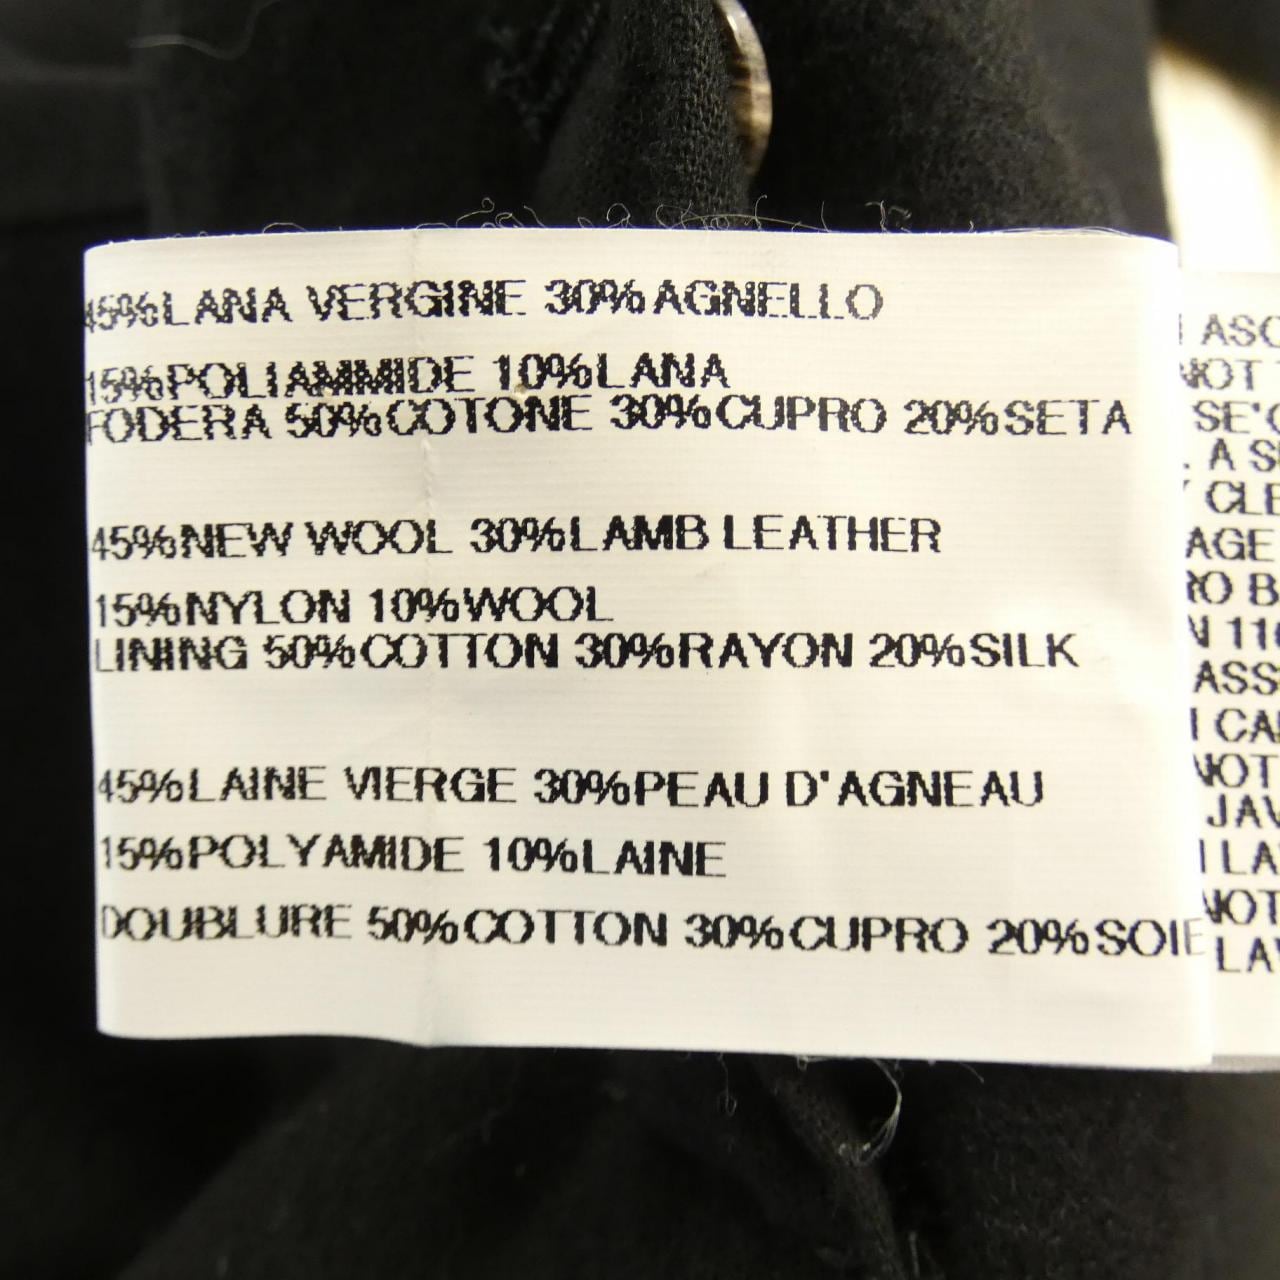 45%LANA VERGINE 30%AGNELLO
15%POLIAMMIDE 10%LANA
FODERA 50%COTONE 30%CUPRO 20%SETA
45%NEW WOOL 30%LAMB LEATHER
15%NYLON 10%WOOL
LINING 50%COTTON 30%RAYON 20%SILK
45%LAINE VIERGE 30%PEAU D'AGNEAU
15%POLYAMIDE 10%LAINE
DOUBLURE 50%COTTON 30%CUPRO 20%SOIE